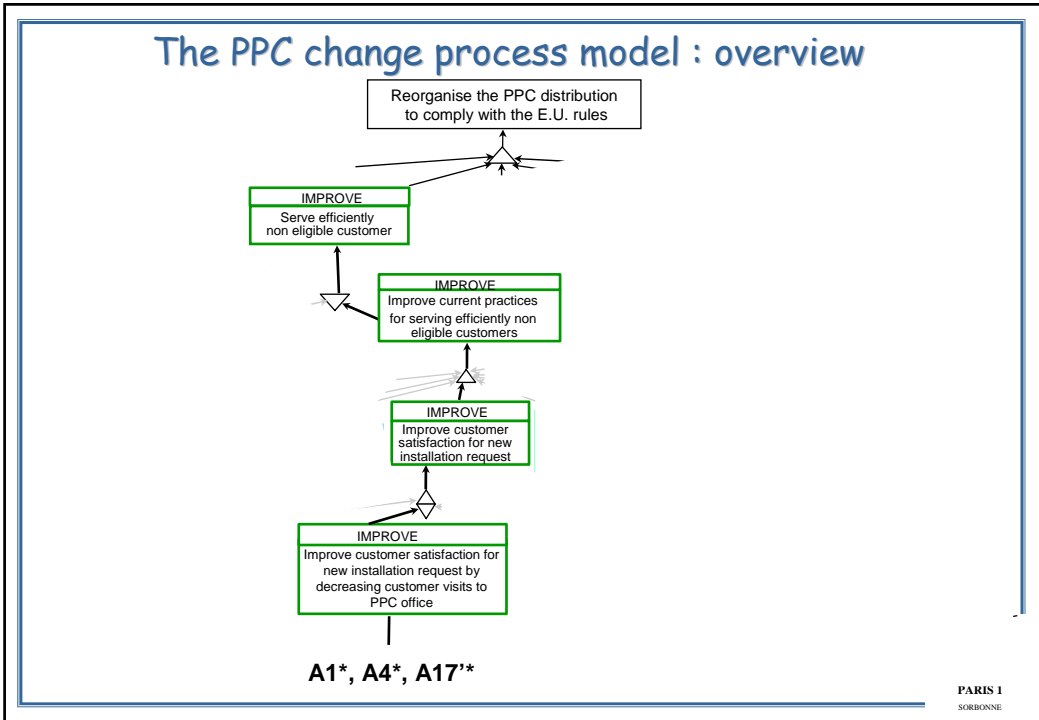 The PPC change process model : overview
Reorganise the PPC distribution
to comply with the E.U. rules
IMPROVE
Serve efficiently
non eligible customer
IMPROVE
Improve current practices
for serving efficiently non
eligible customers
IMPROVE
Improve customer
satisfaction for new
installation request
IMPROVE
Improve customer satisfaction for
new installation request by
decreasing customer visits to
PPC office
A1*, A4*, A17’*
PARIS 1
SORBONNE